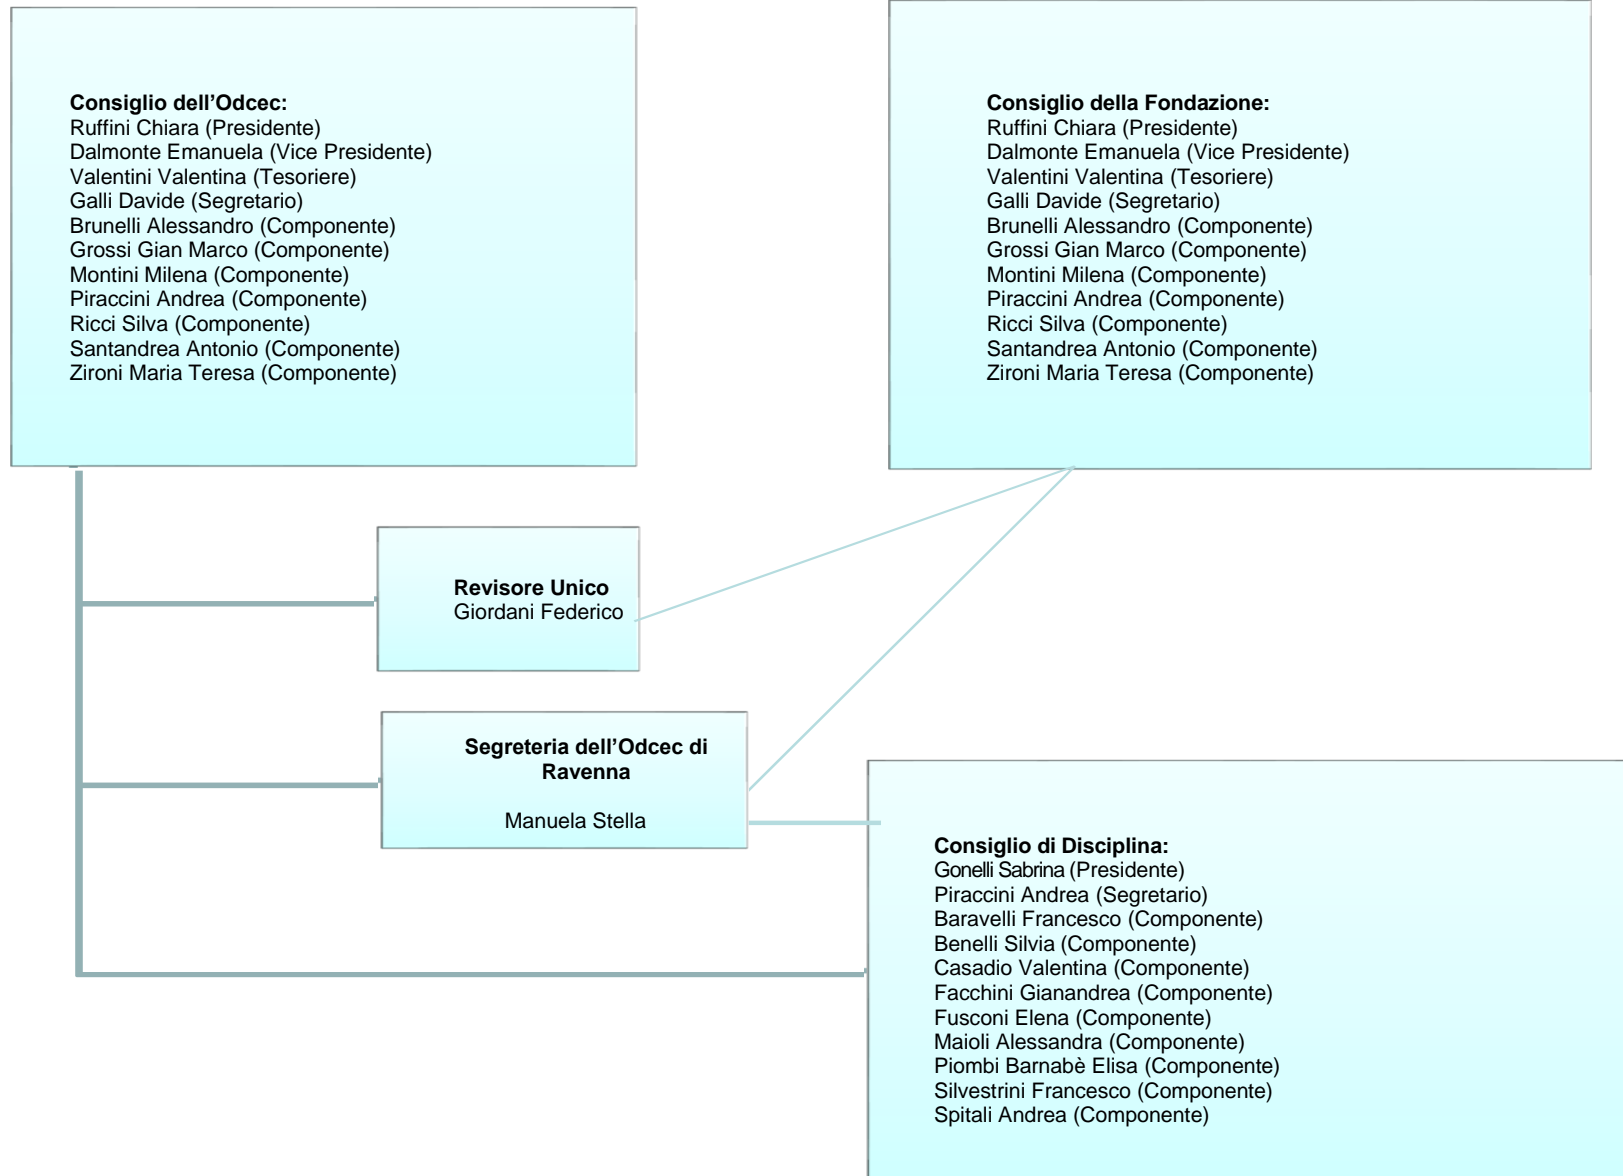 Consiglio dell’Odcec:
Ruffini Chiara (Presidente)
Dalmonte Emanuela (Vice Presidente)
Valentini Valentina (Tesoriere)
Galli Davide (Segretario)
Brunelli Alessandro (Componente)
Grossi Gian Marco (Componente)
Montini Milena (Componente)
Piraccini Andrea (Componente)
Ricci Silva (Componente)
Santandrea Antonio (Componente)
Zironi Maria Teresa (Componente)
Consiglio della Fondazione:
Ruffini Chiara (Presidente)
Dalmonte Emanuela (Vice Presidente)
Valentini Valentina (Tesoriere)
Galli Davide (Segretario)
Brunelli Alessandro (Componente)
Grossi Gian Marco (Componente)
Montini Milena (Componente)
Piraccini Andrea (Componente)
Ricci Silva (Componente)
Santandrea Antonio (Componente)
Zironi Maria Teresa (Componente)
Revisore Unico
Giordani Federico
Segreteria dell’Odcec di
Ravenna
Manuela Stella
Consiglio di Disciplina:
Gonelli Sabrina (Presidente)
Piraccini Andrea (Segretario)
Baravelli Francesco (Componente)
Benelli Silvia (Componente)
Casadio Valentina (Componente)
Facchini Gianandrea (Componente)
Fusconi Elena (Componente)
Maioli Alessandra (Componente)
Piombi Barnabè Elisa (Componente)
Silvestrini Francesco (Componente)
Spitali Andrea (Componente)